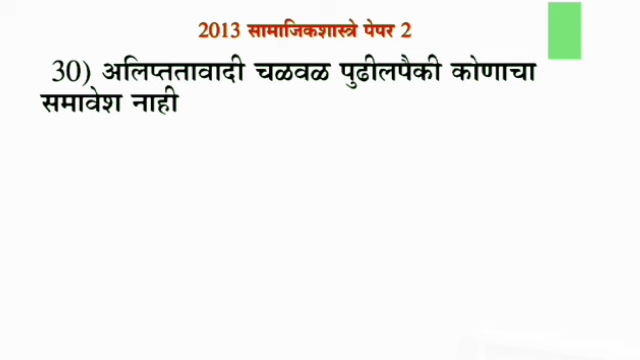 2013 सामाजिकशास्त्रे पेपर 2
30) अलिप्ततावादी चळवळ पुढीलपैकी कोणाचा
समावेश नाही